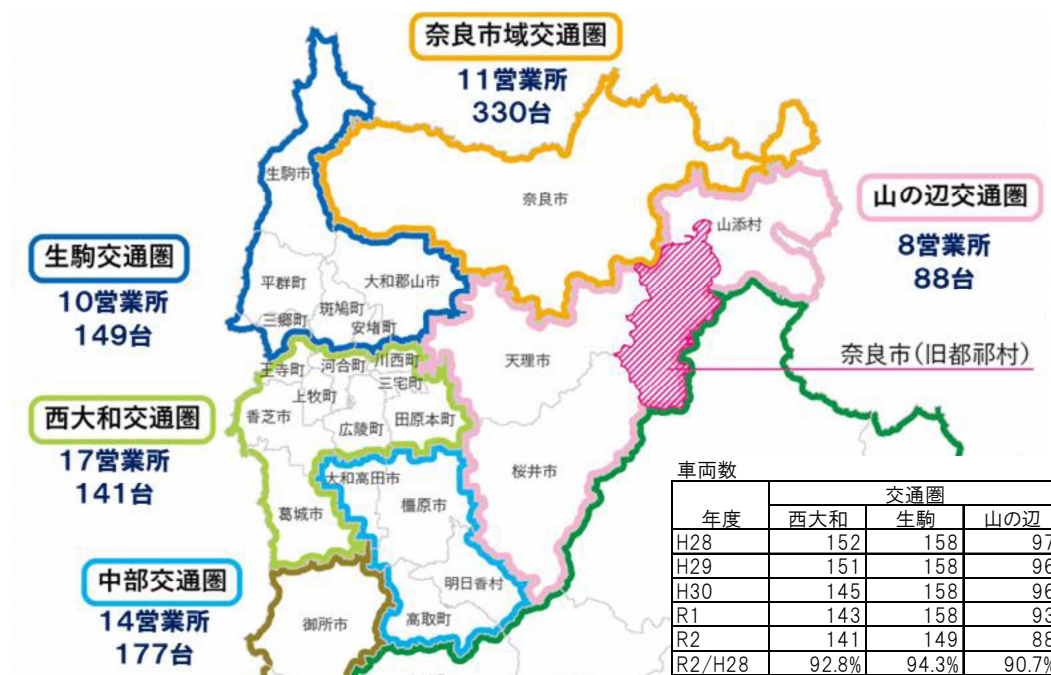 奈良市域交通圏
11営業所
330台
生駒市
奈良市
山添村
山の辺交通圏
8営業所
88台
生駒交通圏
10営業所
149台
平群町
大和郡山市
斑鳩町
三郷町
安堵町
天理市
奈良市(旧都祁村)
王寺町
河合町
川西町
三宅町
上牧町
香芝市
広陵町
田原本町
西大和交通圏
17営業所
141台
大和高田市
橿原市
桜井市
葛城市
中部交通圏
14営業所
177台
明日香村
高取町
御所市
車両数
交通圏
年度 西大和 生駒 山の辺
H28 152 158 97
H29 151 158 96
H30 145 158 96
R1 143 158 93
R2 141 149 88
R2/H28 92.8% 94.3% 90.7%